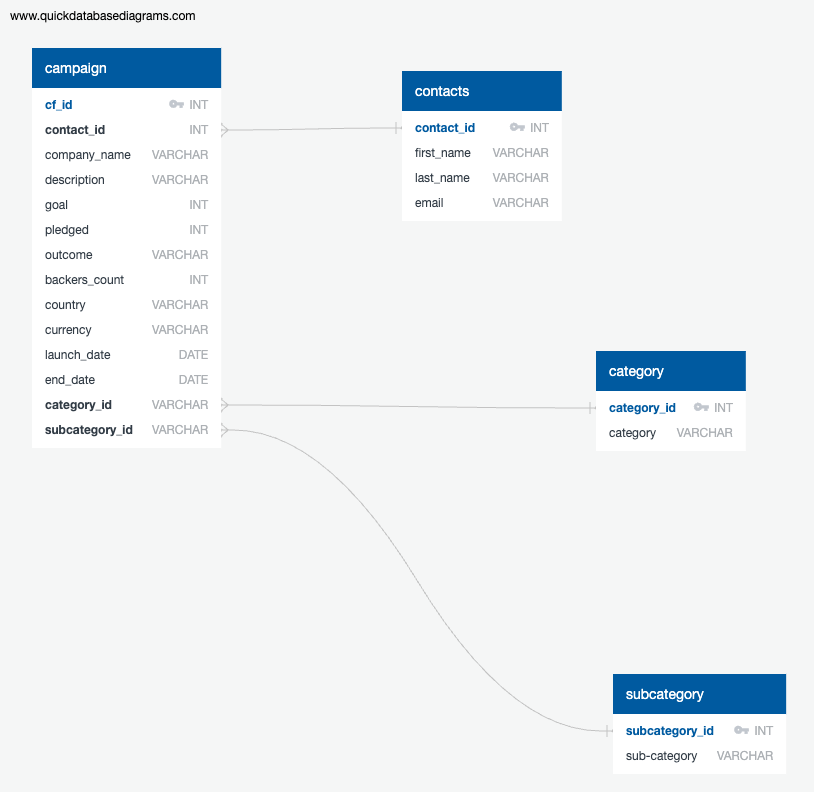 www.quickdatabasediagrams.com
campaign
cf_id INT
contact_id INT
company_name VARCHAR
description VARCHAR
goal INT
pledged INT
outcome VARCHAR
backers_count INT
country VARCHAR
currency VARCHAR
launch_date DATE
end_date DATE
category_id VARCHAR
subcategory_id VARCHAR
contacts
contact_id INT
first_name VARCHAR
last_name VARCHAR
email VARCHAR
category
category_id INT
category VARCHAR
subcategory
subcategory_id INT
sub-category VARCHAR